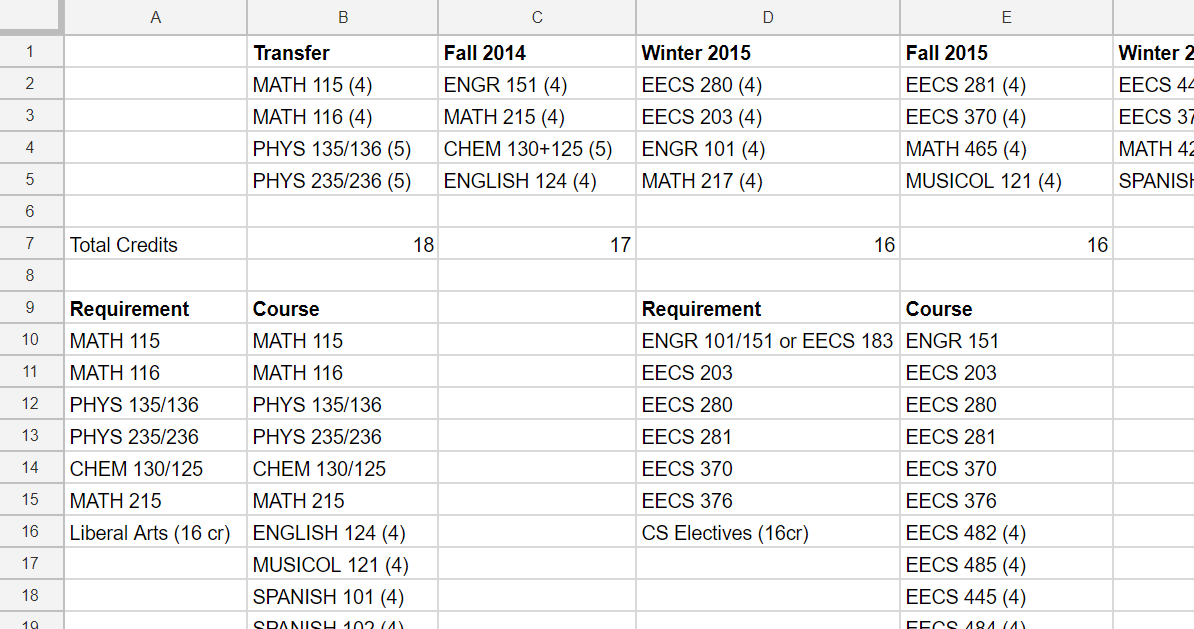 A B C D E
1 Transfer Fall 2014 Winter 2015 Fall 2015 Winter
2 MATH 115 (4) ENGR 151 (4) EECS 280 (4) EECS 281 (4) EECS
3 MATH 116 (4) MATH 215 (4) EECS 203 (4) EECS 370 (4) EECS
4 PHYS 135/136 (5) CHEM 130+125 (5) ENGR 101 (4) MATH 465 (4) MATH
5 PHYS 235/236 (5) ENGLISH 124 (4) MATH 217 (4) MUSICOL 121 (4) SPANISH
6
7 Total Credits 18 17 16 16
8
9 Requirement Course Requirement Course
10 MATH 115 MATH 115 ENGR 101/151 or EECS 183 ENGR 151
11 MATH 116 MATH 116 EECS 203 EECS 203
12 PHYS 135/136 PHYS 135/136 EECS 280 EECS 280
13 PHYS 235/236 PHYS 235/236 EECS 281 EECS 281
14 CHEM 130/125 CHEM 130/125 EECS 370 EECS 370
15 MATH 215 MATH 215 EECS 376 EECS 376
16 Liberal Arts (16 cr) ENGLISH 124 (4) CS Electives (16cr) EECS 482 (4)
17 MUSICOL 121 (4) EECS 485 (4)
18 SPANISH 101 (4) EECS 445 (4)
19 SPANISH 102 (4) EECS 484 (4)